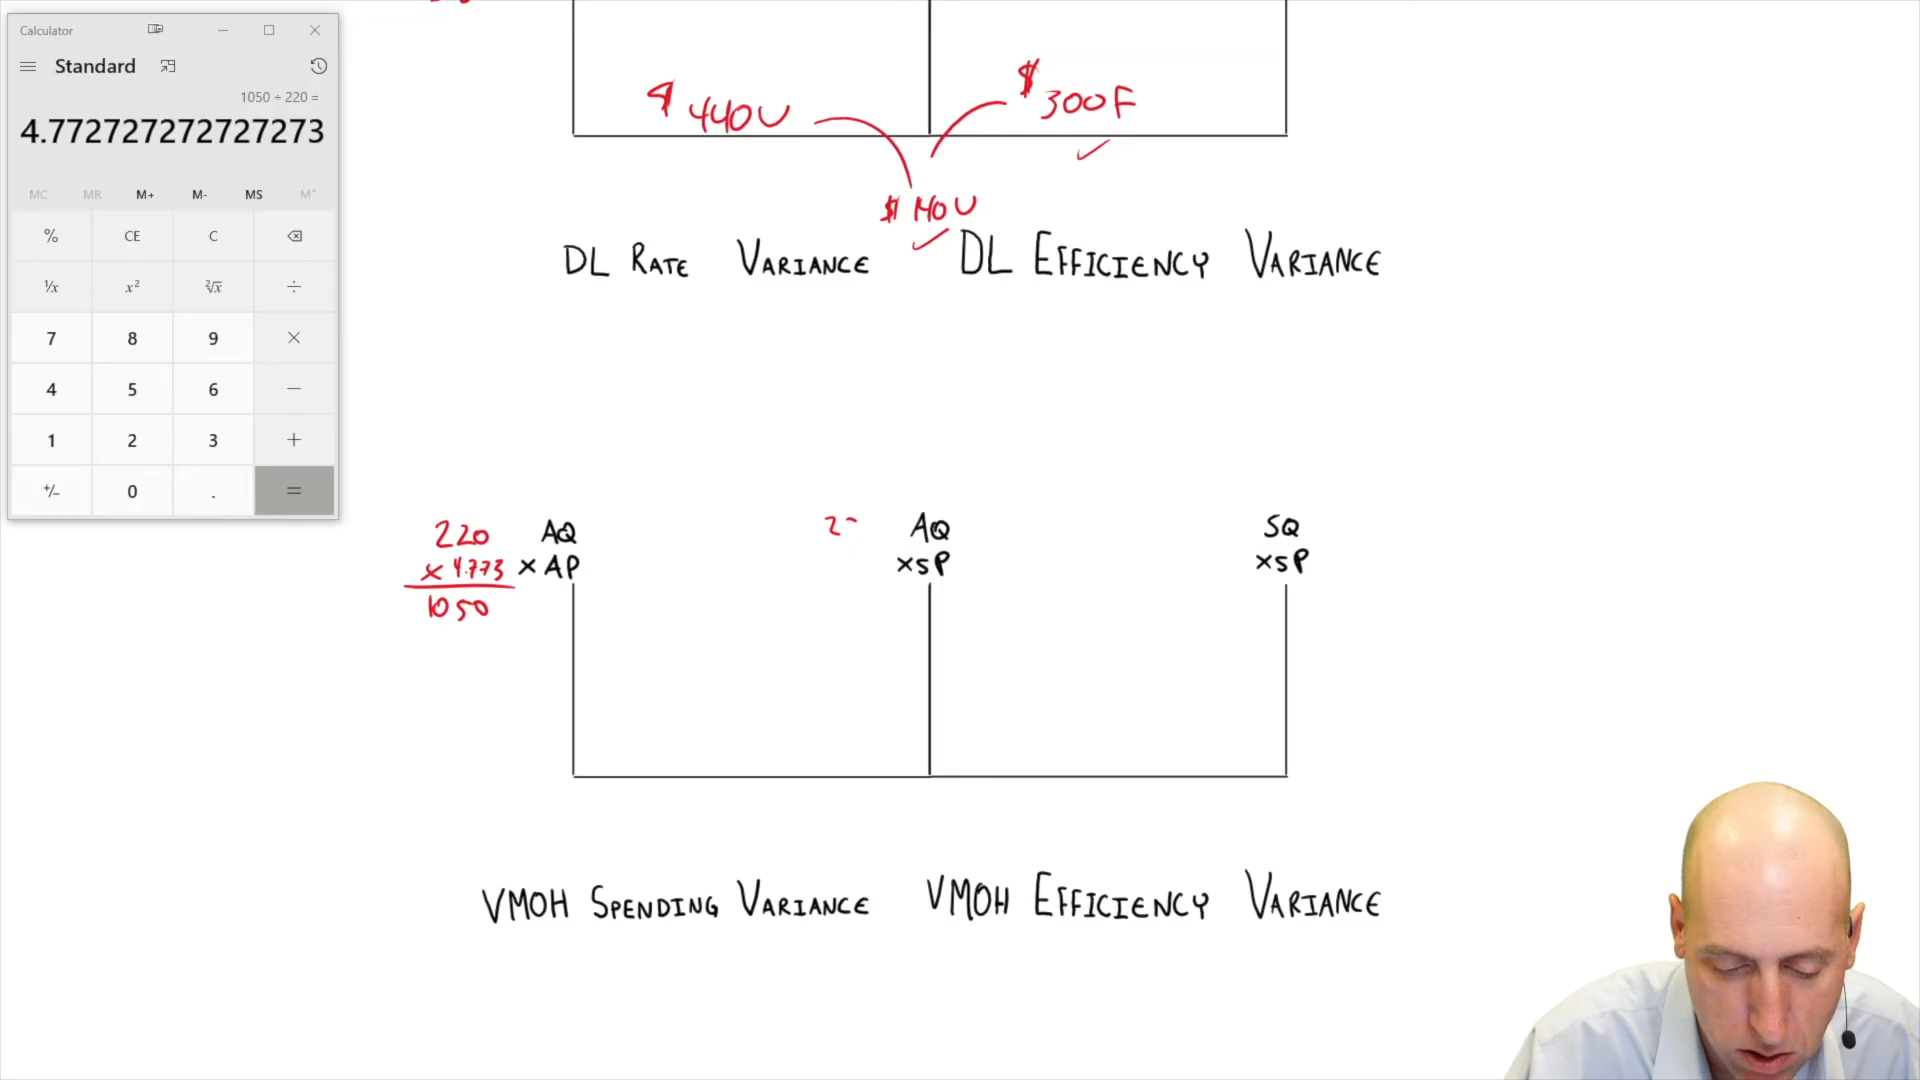 Calculator
Standard
1050 ÷ 220 =
4.772727272727273
MC MR M+ M- MS M˅
% CE C
⅟x x² ²√x ÷
7 8 9 ×
4 5 6 −
1 2 3 +
+/− 0 . =
$ 440U $ 300F
$ 140U
DL RATE VARIANCE DL EFFICIENCY VARIANCE
220 AQ 2 AQ SQ
x 4.773 × AP ×SP ×SP
1050
VMOH SPENDING VARIANCE VMOH EFFICIENCY VARIANCE